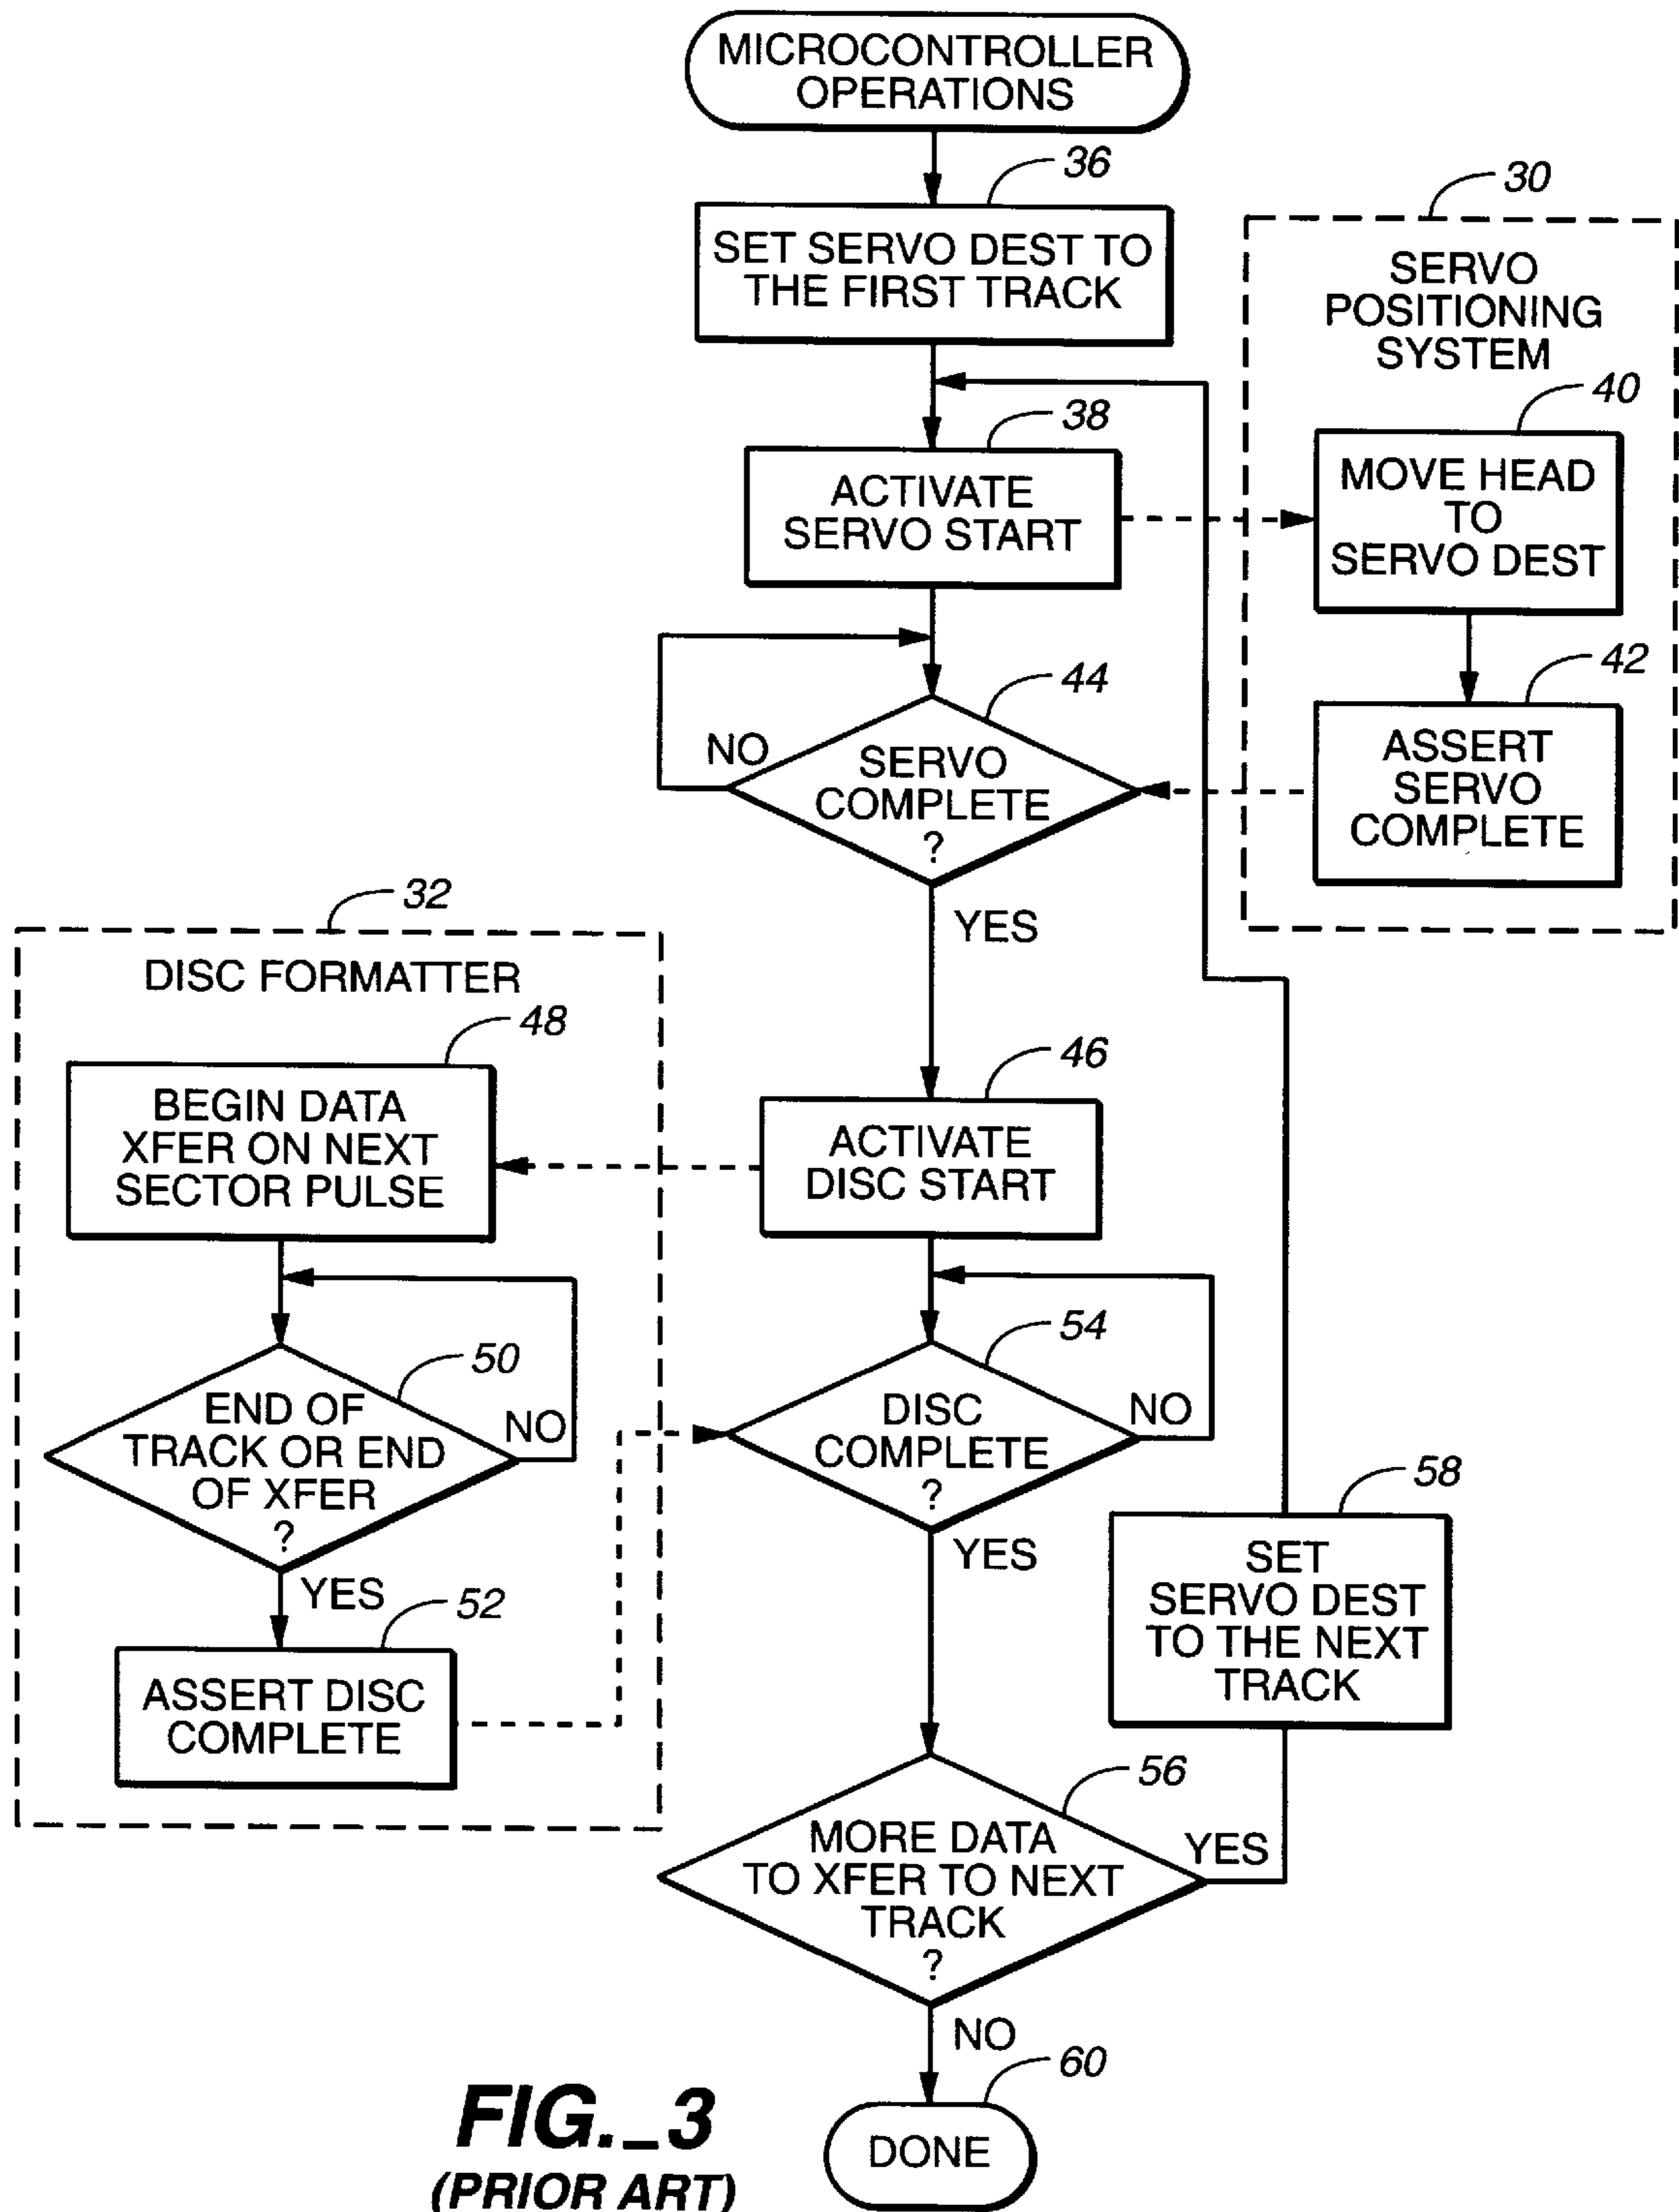 MICROCONTROLLER
OPERATIONS
36
SET SERVO DEST TO
THE FIRST TRACK
30
SERVO
POSITIONING
SYSTEM
38
ACTIVATE
SERVO START
40
MOVE HEAD
TO
SERVO DEST
42
ASSERT
SERVO
COMPLETE
44
NO
SERVO
COMPLETE
?
YES
32
DISC FORMATTER
48
BEGIN DATA
XFER ON NEXT
SECTOR PULSE
46
ACTIVATE
DISC START
50
END OF
TRACK OR END
OF XFER
?
NO
YES
52
ASSERT DISC
COMPLETE
54
DISC
COMPLETE
?
NO
YES
58
SET
SERVO DEST
TO THE NEXT
TRACK
56
MORE DATA
TO XFER TO NEXT
TRACK
?
YES
NO
60
DONE
FIG._3
(PRIOR ART)